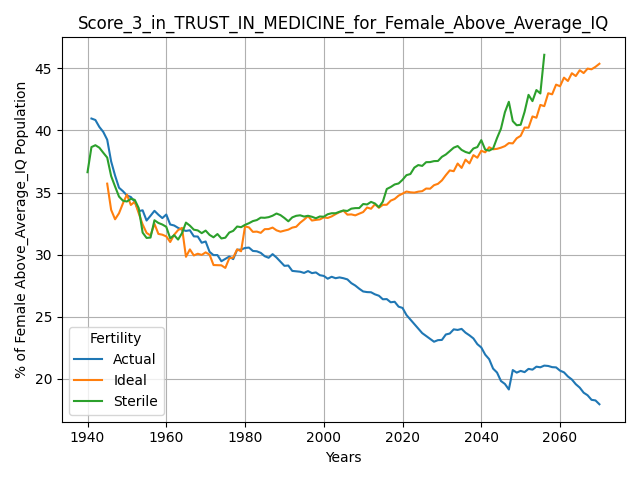 Score_3_in_TRUST_IN_MEDICINE_for_Female_Above_Average_IQ
% of Female Above_Average_IQ Population
45
40
35
30
25
20
Fertility
Actual
Ideal
Sterile
1940 1960 1980 2000 2020 2040 2060
Years